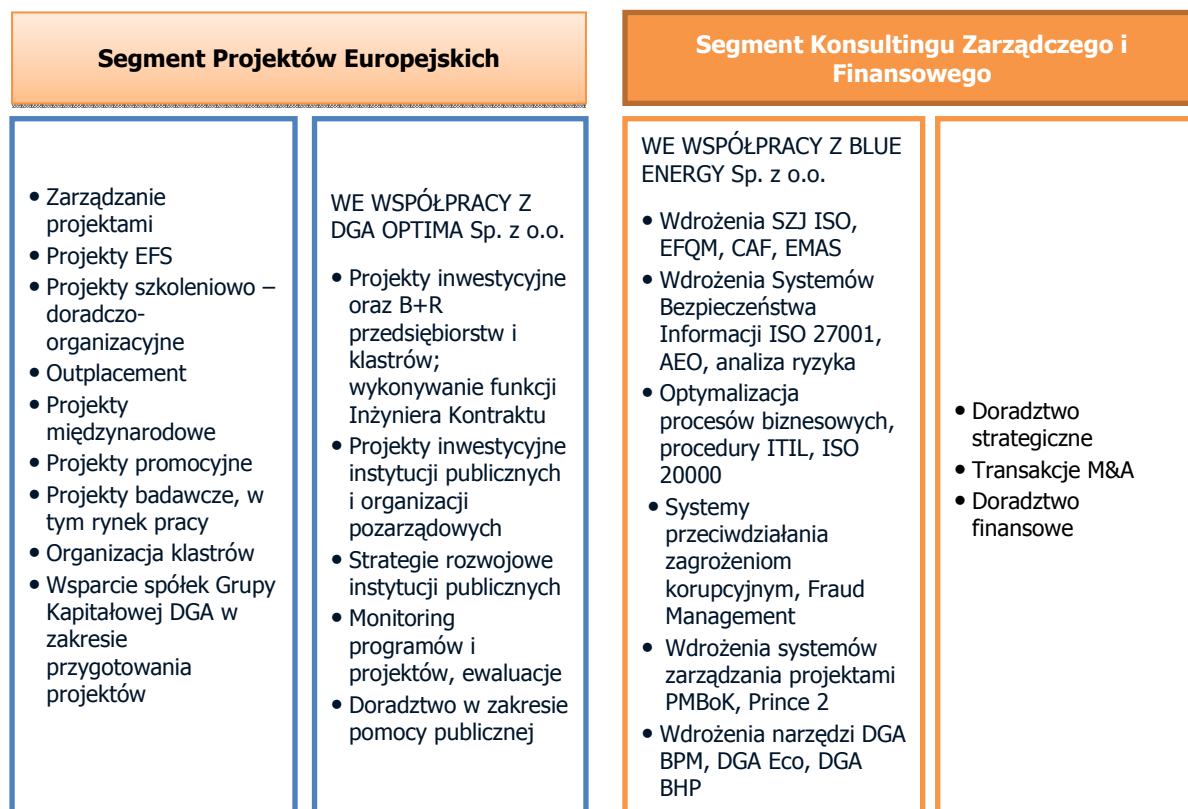 Segment Projektów Europejskich
Segment Konsultingu Zarządczego i
Finansowego
• Zarządzanie
projektami
• Projekty EFS
• Projekty szkoleniowo –
doradczo-
organizacyjne
• Outplacement
• Projekty
międzynarodowe
• Projekty promocyjne
• Projekty badawcze, w
tym rynek pracy
• Organizacja klastrów
• Wsparcie spółek Grupy
Kapitałowej DGA w
zakresie
przygotowania
projektów
WE WSPÓŁPRACY Z
DGA OPTIMA Sp. z o.o.
• Projekty inwestycyjne
oraz B+R
przedsiębiorstw i
klastrów;
wykonywanie funkcji
Inżyniera Kontraktu
• Projekty inwestycyjne
instytucji publicznych
i organizacji
pozarządowych
• Strategie rozwojowe
instytucji publicznych
• Monitoring
programów i
projektów, ewaluacje
• Doradztwo w zakresie
pomocy publicznej
WE WSPÓŁPRACY Z BLUE
ENERGY Sp. z o.o.
• Wdrożenia SZJ ISO,
EFQM, CAF, EMAS
• Wdrożenia Systemów
Bezpieczeństwa
Informacji ISO 27001,
AEO, analiza ryzyka
• Optymalizacja
procesów biznesowych,
procedury ITIL, ISO
20000
• Systemy
przeciwdziałania
zagrożeniom
korupcyjnym, Fraud
Management
• Wdrożenia systemów
zarządzania projektami
PMBoK, Prince 2
• Wdrożenia narzędzi DGA
BPM, DGA Eco, DGA
BHP
• Doradztwo
strategiczne
• Transakcje M&A
• Doradztwo
finansowe